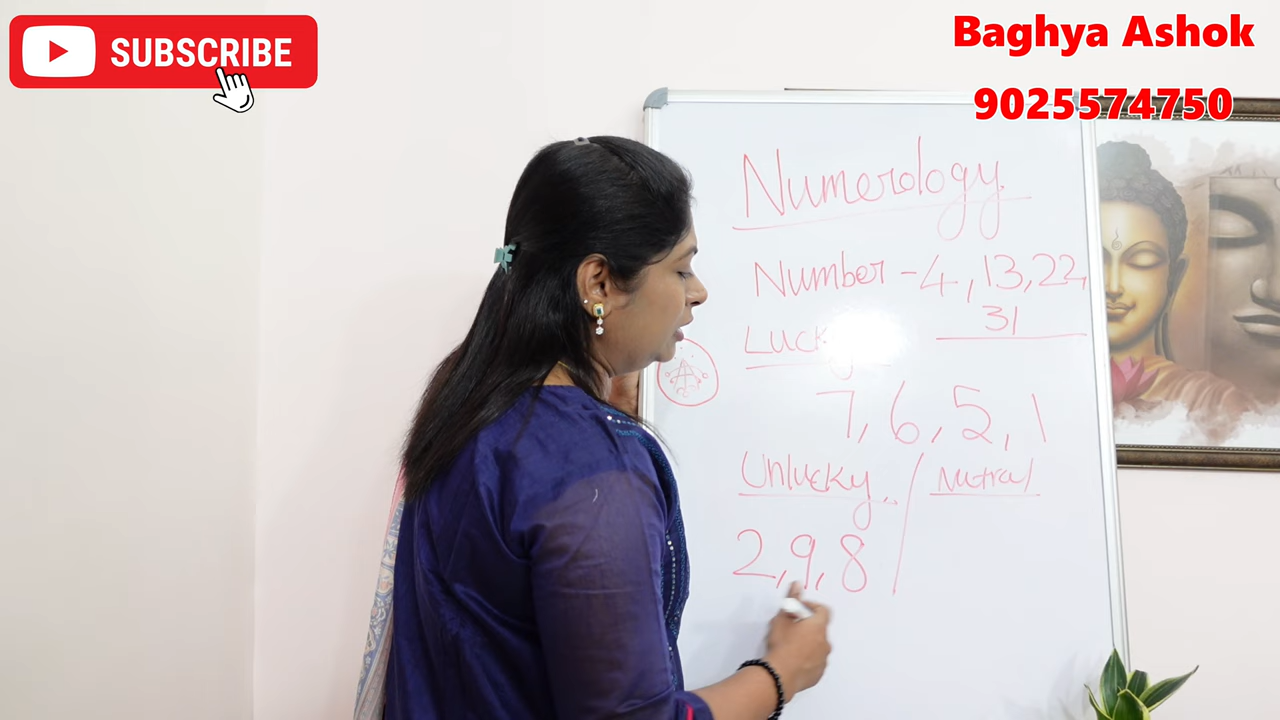 SUBSCRIBE
Baghya Ashok
9025574750
Numerology
Number - 4, 13, 22,
31
Lucky
7, 6, 5, 1
Unlucky / Nutral
2, 9, 8